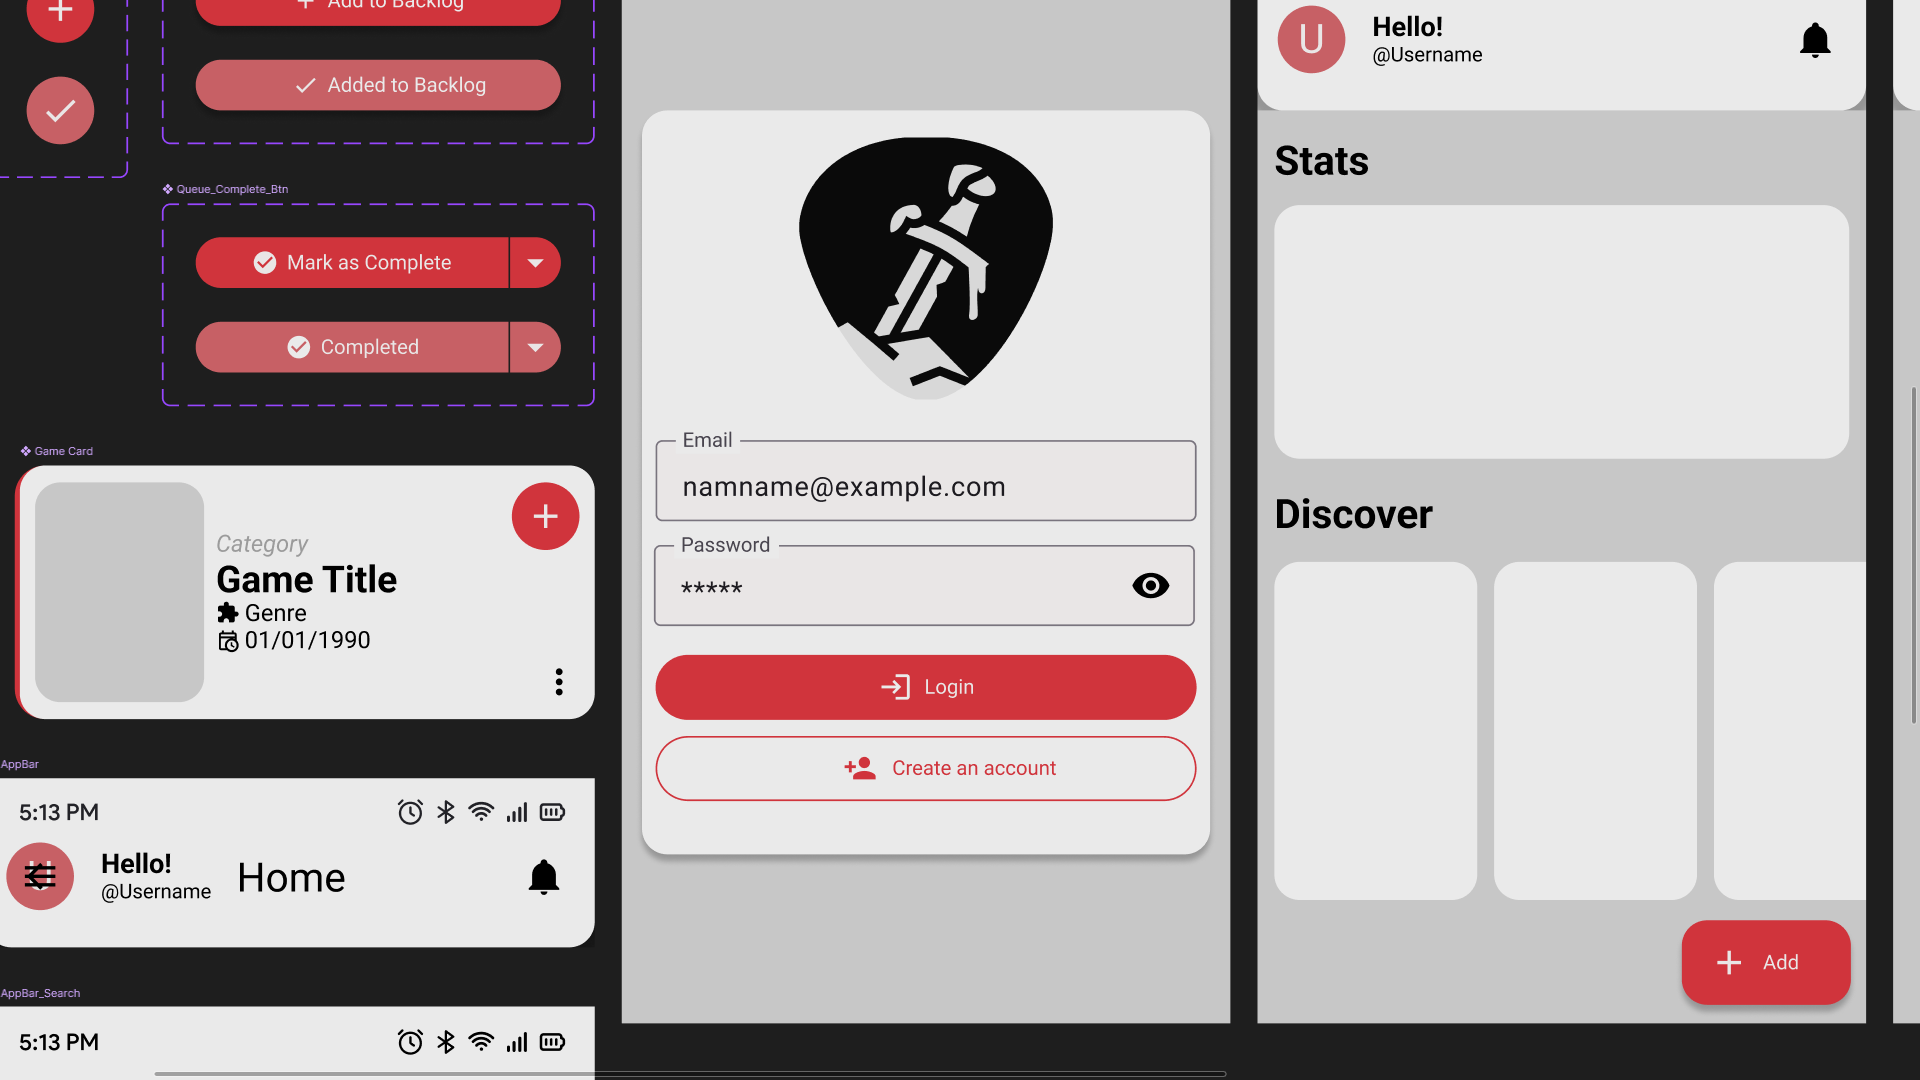 Add to Backlog
Added to Backlog
Queue_Complete_Btn
Mark as Complete
Completed
Game Card
Category
Game Title
Genre
01/01/1990
AppBar
5:13 PM
Hello!
@Username
Home
AppBar_Search
5:13 PM
Email
namname@example.com
Password
*****
Login
Create an account
U
Hello!
@Username
Stats
Discover
Add